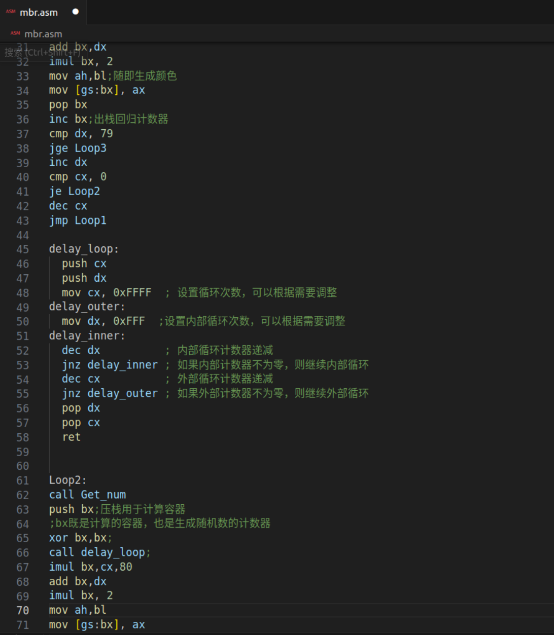 mbr.asm
mbr.asm
31 add bx,dx
32 imul bx, 2
33 mov ah,bl;随即生成颜色
34 mov [gs:bx], ax
35 pop bx
36 inc bx;出栈回归计数器
37 cmp dx, 79
38 jge Loop3
39 inc dx
40 cmp cx, 0
41 je Loop2
42 dec cx
43 jmp Loop1
44
45 delay_loop:
46 push cx
47 push dx
48 mov cx, 0xFFFF ; 设置循环次数，可以根据需要调整
49 delay_outer:
50 mov dx, 0xFFF ;设置内部循环次数，可以根据需要调整
51 delay_inner:
52 dec dx ; 内部循环计数器递减
53 jnz delay_inner ; 如果内部计数器不为零，则继续内部循环
54 dec cx ; 外部循环计数器递减
55 jnz delay_outer ; 如果外部计数器不为零，则继续外部循环
56 pop dx
57 pop cx
58 ret
59
60
61 Loop2:
62 call Get_num
63 push bx;压栈用于计算容器
64 ;bx既是计算的容器，也是生成随机数的计数器
65 xor bx,bx;
66 call delay_loop;
67 imul bx,cx,80
68 add bx,dx
69 imul bx, 2
70 mov ah,bl
71 mov [gs:bx], ax